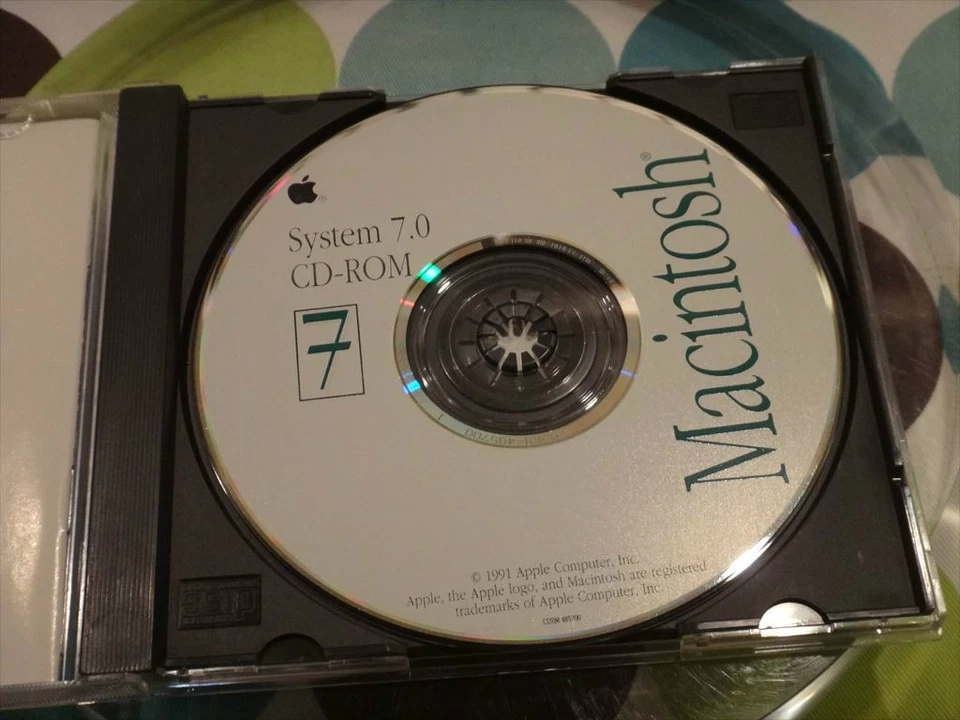 System 7.0
CD-ROM
7
Macintosh®
© 1991 Apple Computer, Inc.
Apple, the Apple logo, and Macintosh are registered
trademarks of Apple Computer, Inc.